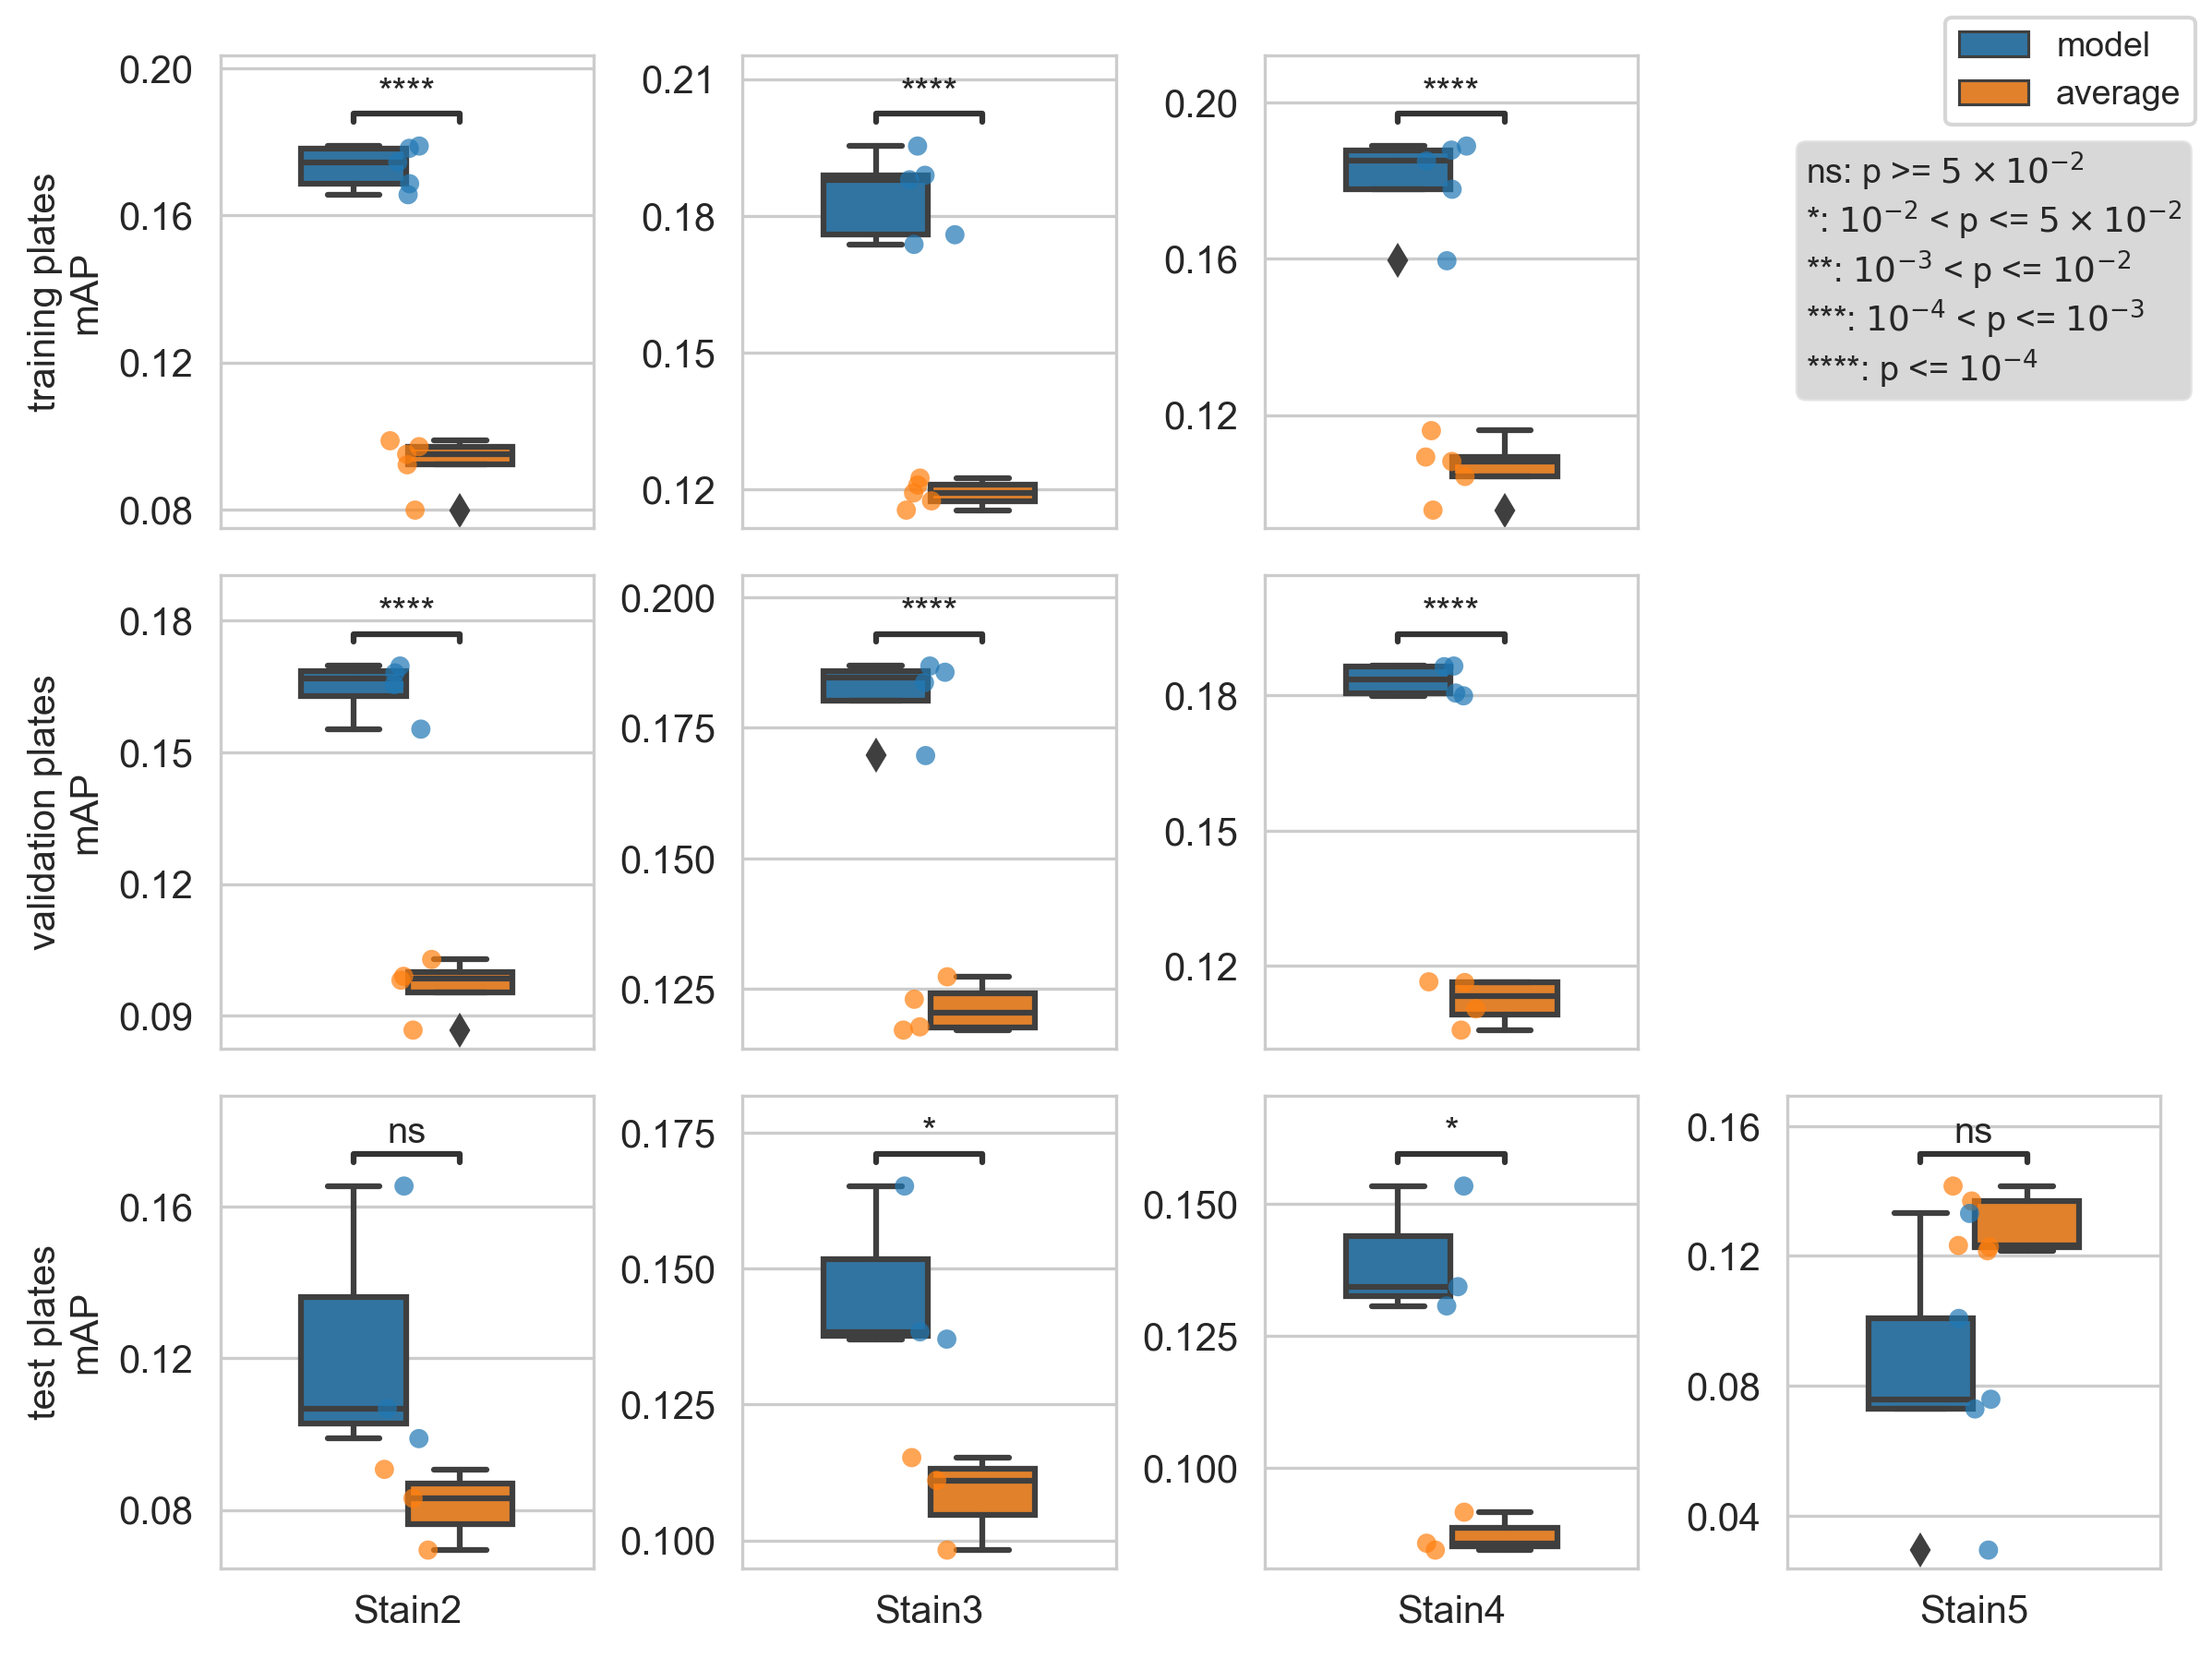 model
average
ns: p >= 5 × 10⁻²
*: 10⁻² < p <= 5 × 10⁻²
**: 10⁻³ < p <= 10⁻²
***: 10⁻⁴ < p <= 10⁻³
****: p <= 10⁻⁴
training plates
mAP
0.20
0.16
0.12
0.08
****
0.21
0.18
0.15
0.12
****
0.20
0.16
0.12
****
validation plates
mAP
0.18
0.15
0.12
0.09
****
0.200
0.175
0.150
0.125
****
0.18
0.15
0.12
****
test plates
mAP
0.16
0.12
0.08
ns
Stain2
0.175
0.150
0.125
0.100
*
Stain3
0.150
0.125
0.100
*
Stain4
0.16
0.12
0.08
0.04
ns
Stain5